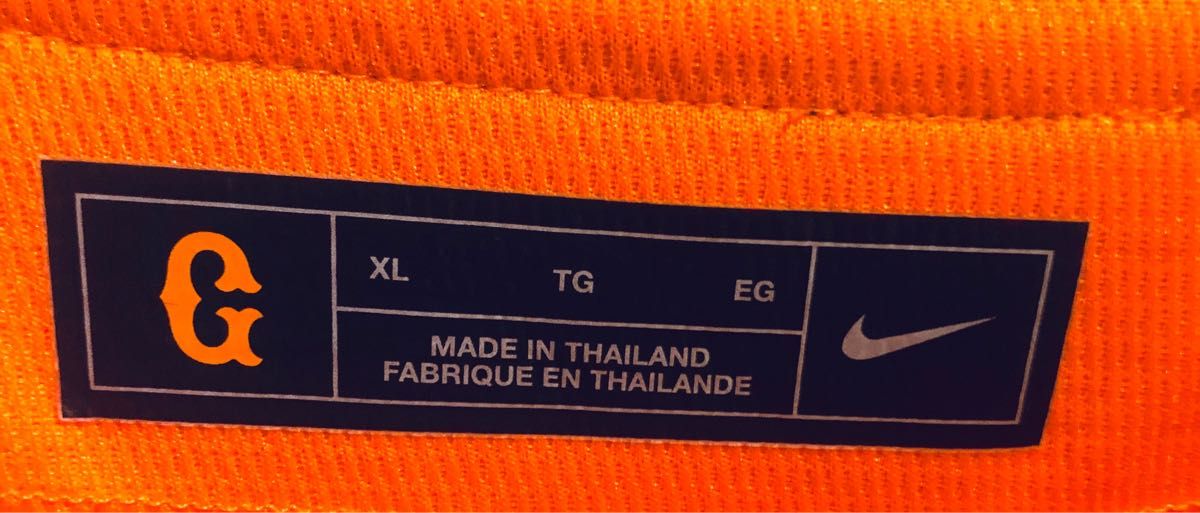 G
XL TG EG
MADE IN THAILAND
FABRIQUE EN THAILANDE